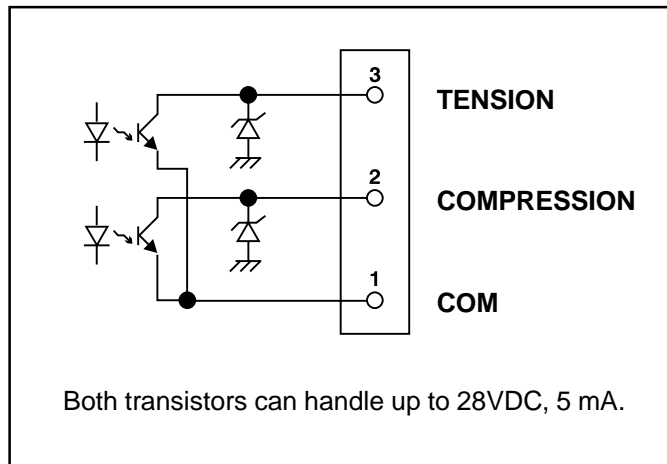 3 TENSION
2 COMPRESSION
1 COM
Both transistors can handle up to 28VDC, 5 mA.